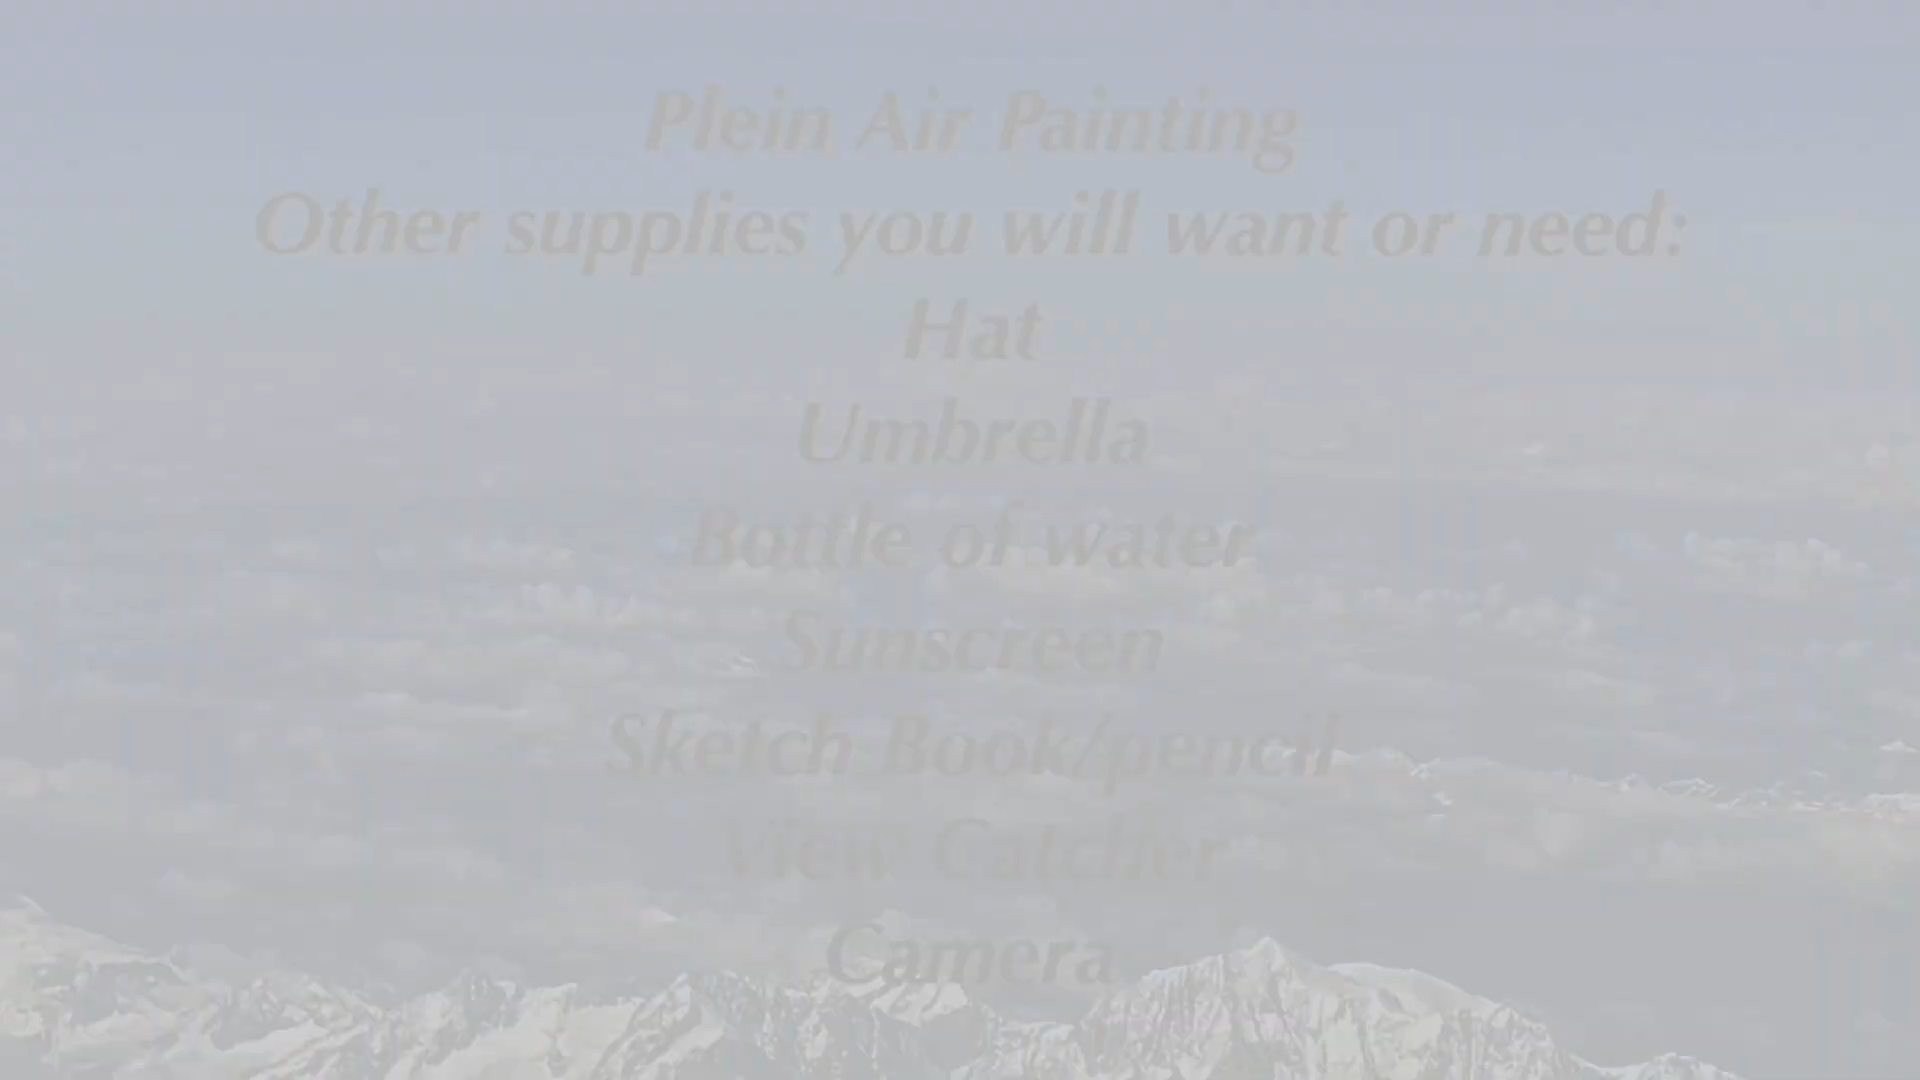 Plein Air Painting
Other supplies you will want or need:
Hat
Umbrella
Bottle of water
Sunscreen
Sketch Book/pencil
View Catcher
Camera